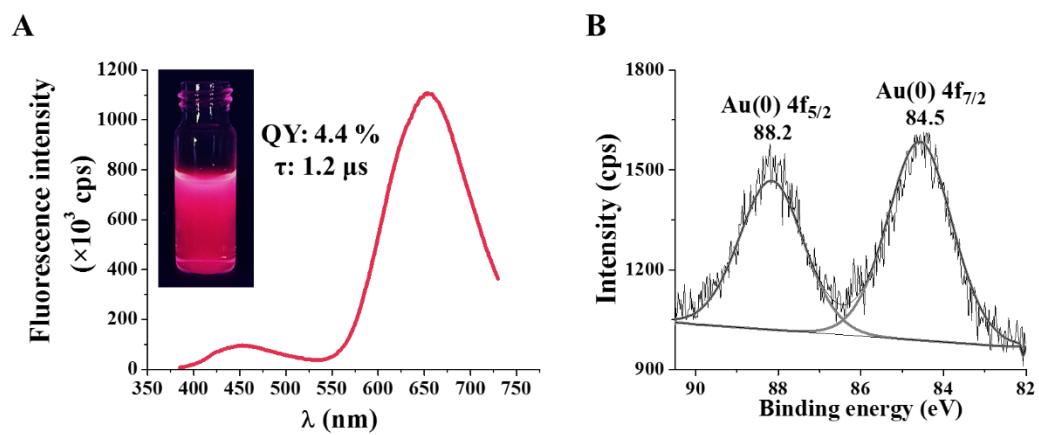 A
Fluorescence intensity
(×10³ cps)
1200
1000
800
600
400
200
0
QY: 4.4 %
τ: 1.2 μs
350 400 450 500 550 600 650 700 750
λ (nm)
B
Intensity (cps)
1800
1500
1200
900
Au(0) 4f5/2
88.2
Au(0) 4f7/2
84.5
90 88 86 84 82
Binding energy (eV)